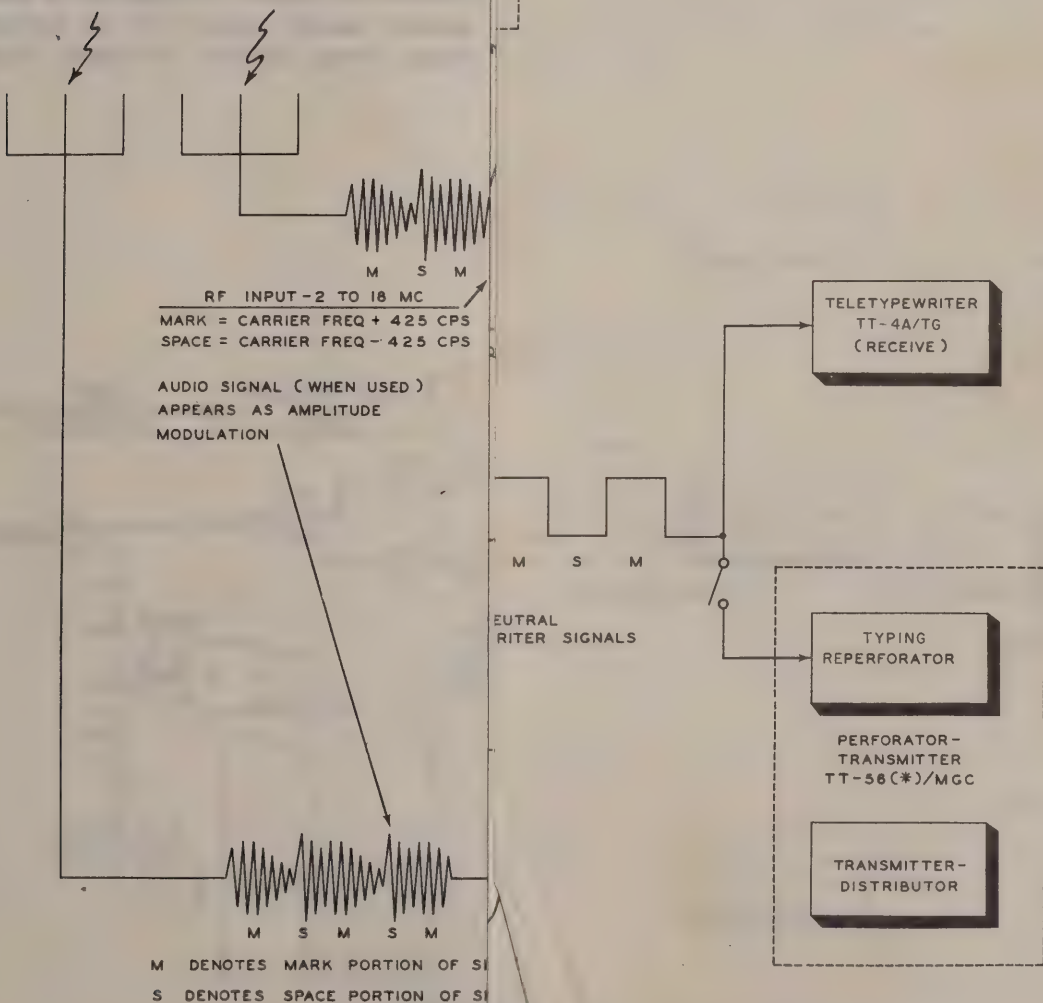 M S M
RF INPUT-2 TO 18 MC
MARK = CARRIER FREQ + 425 CPS
SPACE = CARRIER FREQ - 425 CPS
AUDIO SIGNAL (WHEN USED)
APPEARS AS AMPLITUDE
MODULATION
M S M S M
M DENOTES MARK PORTION OF
S DENOTES SPACE PORTION OF
M S M
EUTRAL
RITER SIGNALS
TELETYPEWRITER
TT-4A/TG
(RECEIVE)
TYPING
REPERFORATOR
PERFORATOR-
TRANSMITTER
TT-56(*)/MGC
TRANSMITTER-
DISTRIBUTOR